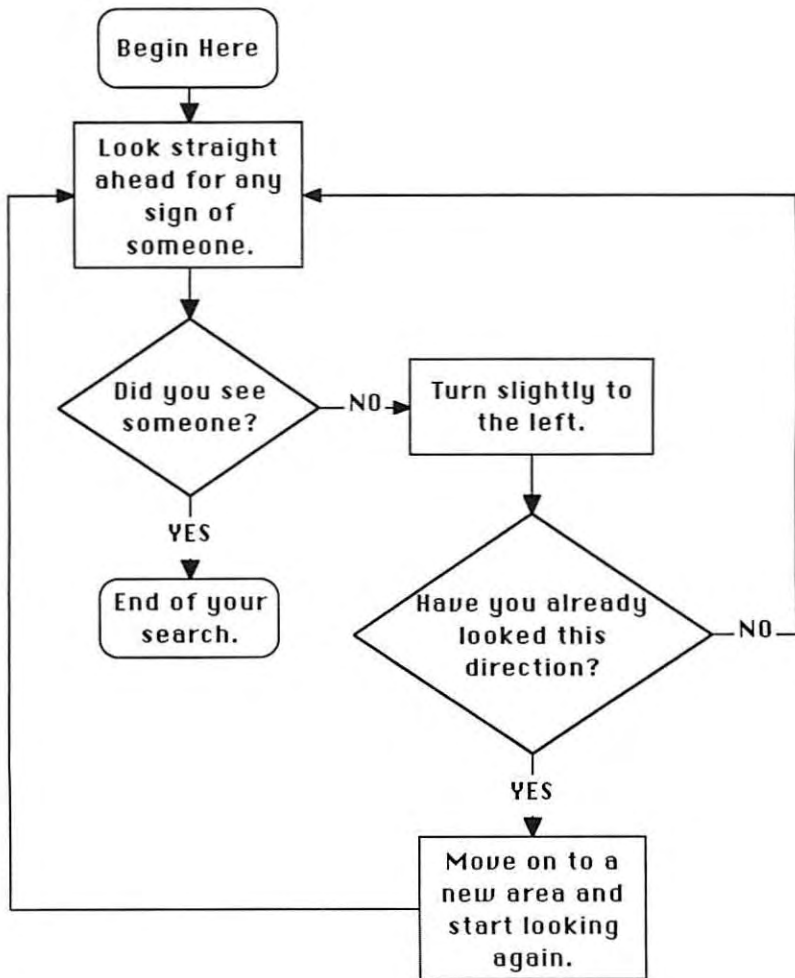 Begin Here
Look straight
ahead for any
sign of
someone.
Did you see
someone?
NO
Turn slightly to
the left.
YES
End of your
search.
Have you already
looked this
direction?
NO
YES
Move on to a
new area and
start looking
again.